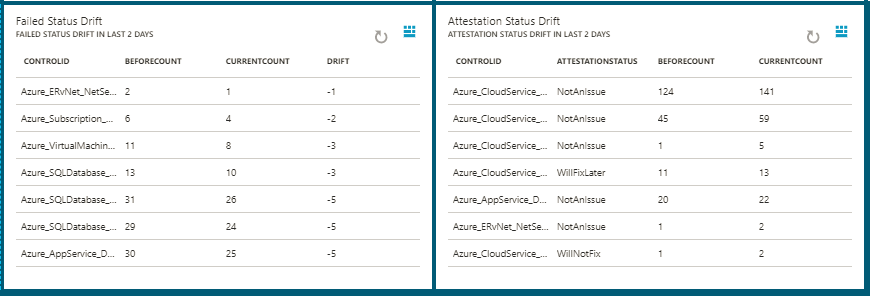 Failed Status Drift
FAILED STATUS DRIFT IN LAST 2 DAYS
CONTROLID BEFORECOUNT CURRENTCOUNT DRIFT
Azure_ERvNet_NetSe... 2 1 -1
Azure_Subscription_... 6 4 -2
Azure_VirtualMachin... 11 8 -3
Azure_SQLDatabase_... 13 10 -3
Azure_SQLDatabase_... 31 26 -5
Azure_SQLDatabase_... 29 24 -5
Azure_AppService_D... 30 25 -5
Attestation Status Drift
ATTESTATION STATUS DRIFT IN LAST 2 DAYS
CONTROLID ATTESTATIONSTATUS BEFORECOUNT CURRENTCOUNT
Azure_CloudService_... NotAnIssue 124 141
Azure_CloudService_... NotAnIssue 45 59
Azure_CloudService_... NotAnIssue 1 5
Azure_CloudService_... WillFixLater 11 13
Azure_AppService_D... NotAnIssue 20 22
Azure_ERvNet_NetSe... NotAnIssue 1 2
Azure_CloudService_... WillNotFix 1 2